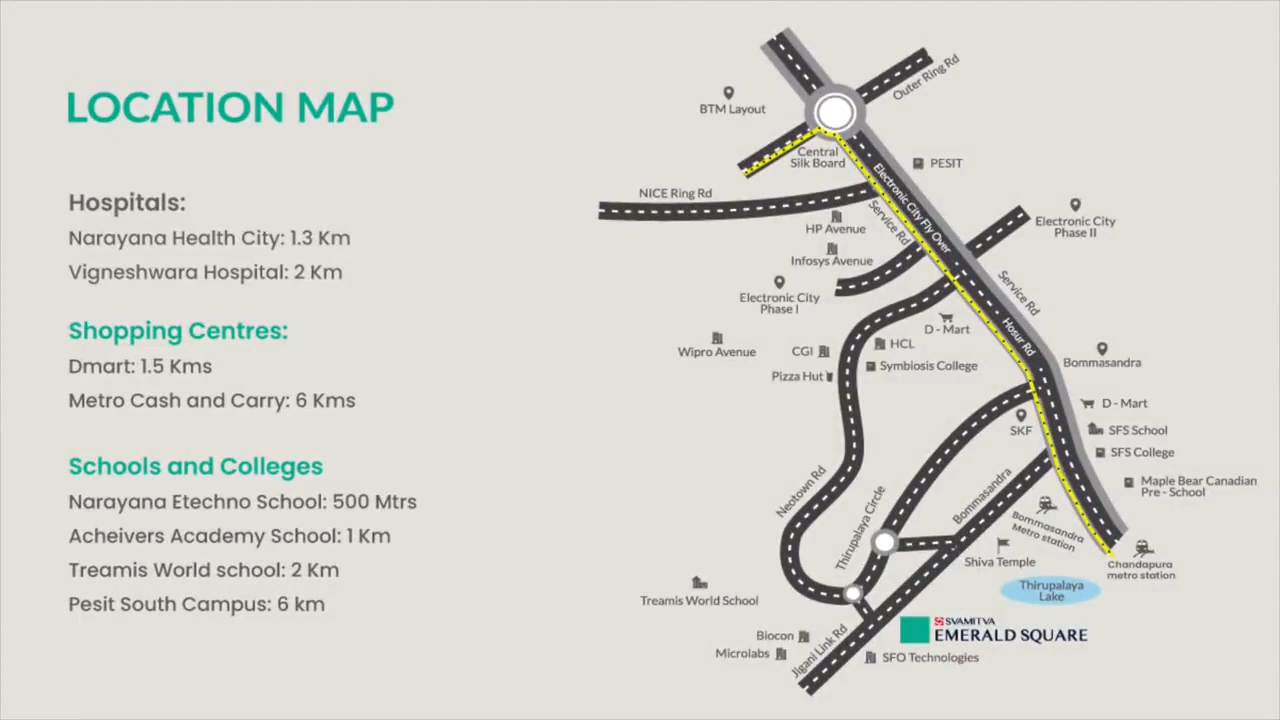 LOCATION MAP
Hospitals:
Narayana Health City: 1.3 Km
Vigneshwara Hospital: 2 Km
Shopping Centres:
Dmart: 1.5 Kms
Metro Cash and Carry: 6 Kms
Schools and Colleges
Narayana Etechno School: 500 Mtrs
Acheivers Academy School: 1 Km
Treamis World school: 2 Km
Pesit South Campus: 6 km
Outer Ring Rd
BTM Layout
Central
Silk Board
PESIT
NICE Ring Rd
Electronic City Fly Over
Service Rd
HP Avenue
Electronic City
Phase II
Infosys Avenue
Electronic City
Phase I
Service Rd
D - Mart
Hosur Rd
Wipro Avenue
CGI
HCL
Bommasandra
Symbiosis College
Pizza Hut
D - Mart
SKF
SFS School
SFS College
Maple Bear Canadian
Pre - School
Neotown Rd
Thirupalaya Circle
Bommasandra
Bommasandra
Metro station
Shiva Temple
Chandapura
metro station
Thirupalaya
Lake
Treamis World School
SVAMITVA
EMERALD SQUARE
Biocon
Microlabs
Jigani Link Rd
SFO Technologies